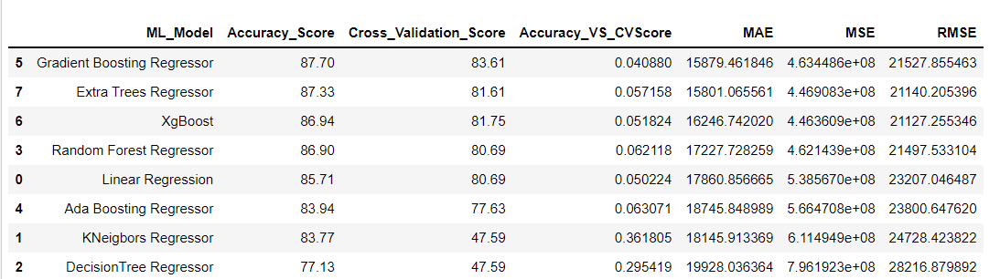 ML_Model Accuracy_Score Cross_Validation_Score Accuracy_VS_CVScore MAE MSE RMSE
5 Gradient Boosting Regressor 87.70 83.61 0.040880 15879.461846 4.634486e+08 21527.855463
7 Extra Trees Regressor 87.33 81.61 0.057158 15801.065561 4.469083e+08 21140.205396
6 XgBoost 86.94 81.75 0.051824 16246.742020 4.463609e+08 21127.255346
3 Random Forest Regressor 86.90 80.69 0.062118 17227.728259 4.621439e+08 21497.533104
0 Linear Regression 85.71 80.69 0.050224 17860.856665 5.385670e+08 23207.046487
4 Ada Boosting Regressor 83.94 77.63 0.063071 18745.848989 5.664708e+08 23800.647620
1 KNeigbors Regressor 83.77 47.59 0.361805 18145.913369 6.114949e+08 24728.423822
2 DecisionTree Regressor 77.13 47.59 0.295419 19928.036364 7.961923e+08 28216.879892